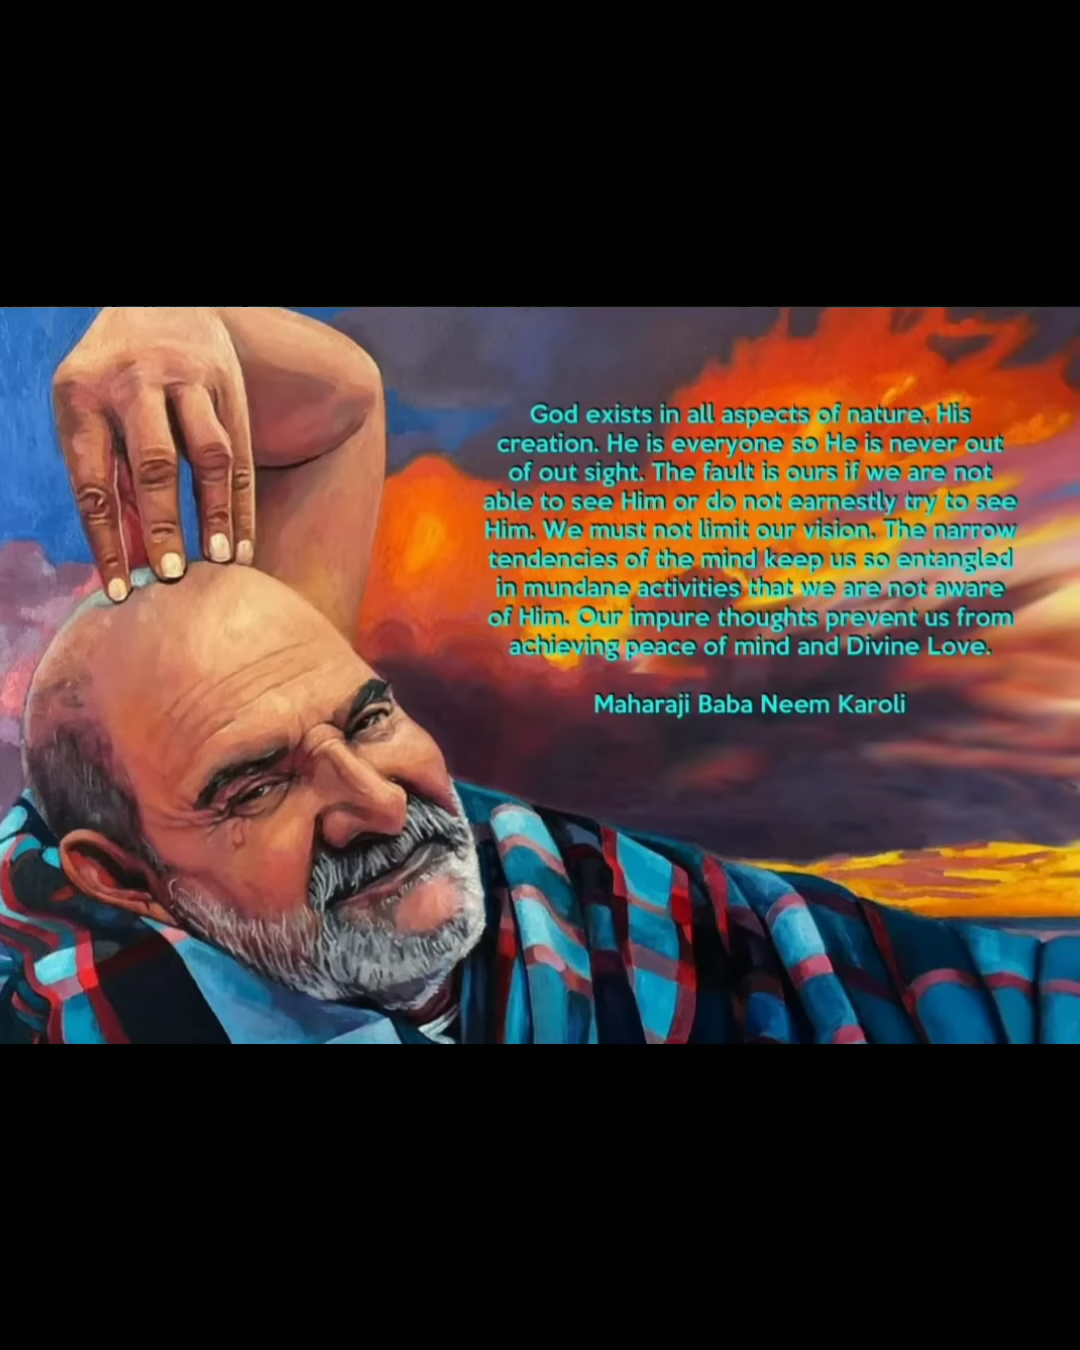 God exists in all aspects of nature, His
creation. He is everyone so He is never out
of out sight. The fault is ours if we are not
able to see Him or do not earnestly try to see
Him. We must not limit our vision. The narrow
tendencies of the mind keep us so entangled
in mundane activities that we are not aware
of Him. Our impure thoughts prevent us from
achieving peace of mind and Divine Love.
Maharaji Baba Neem Karoli